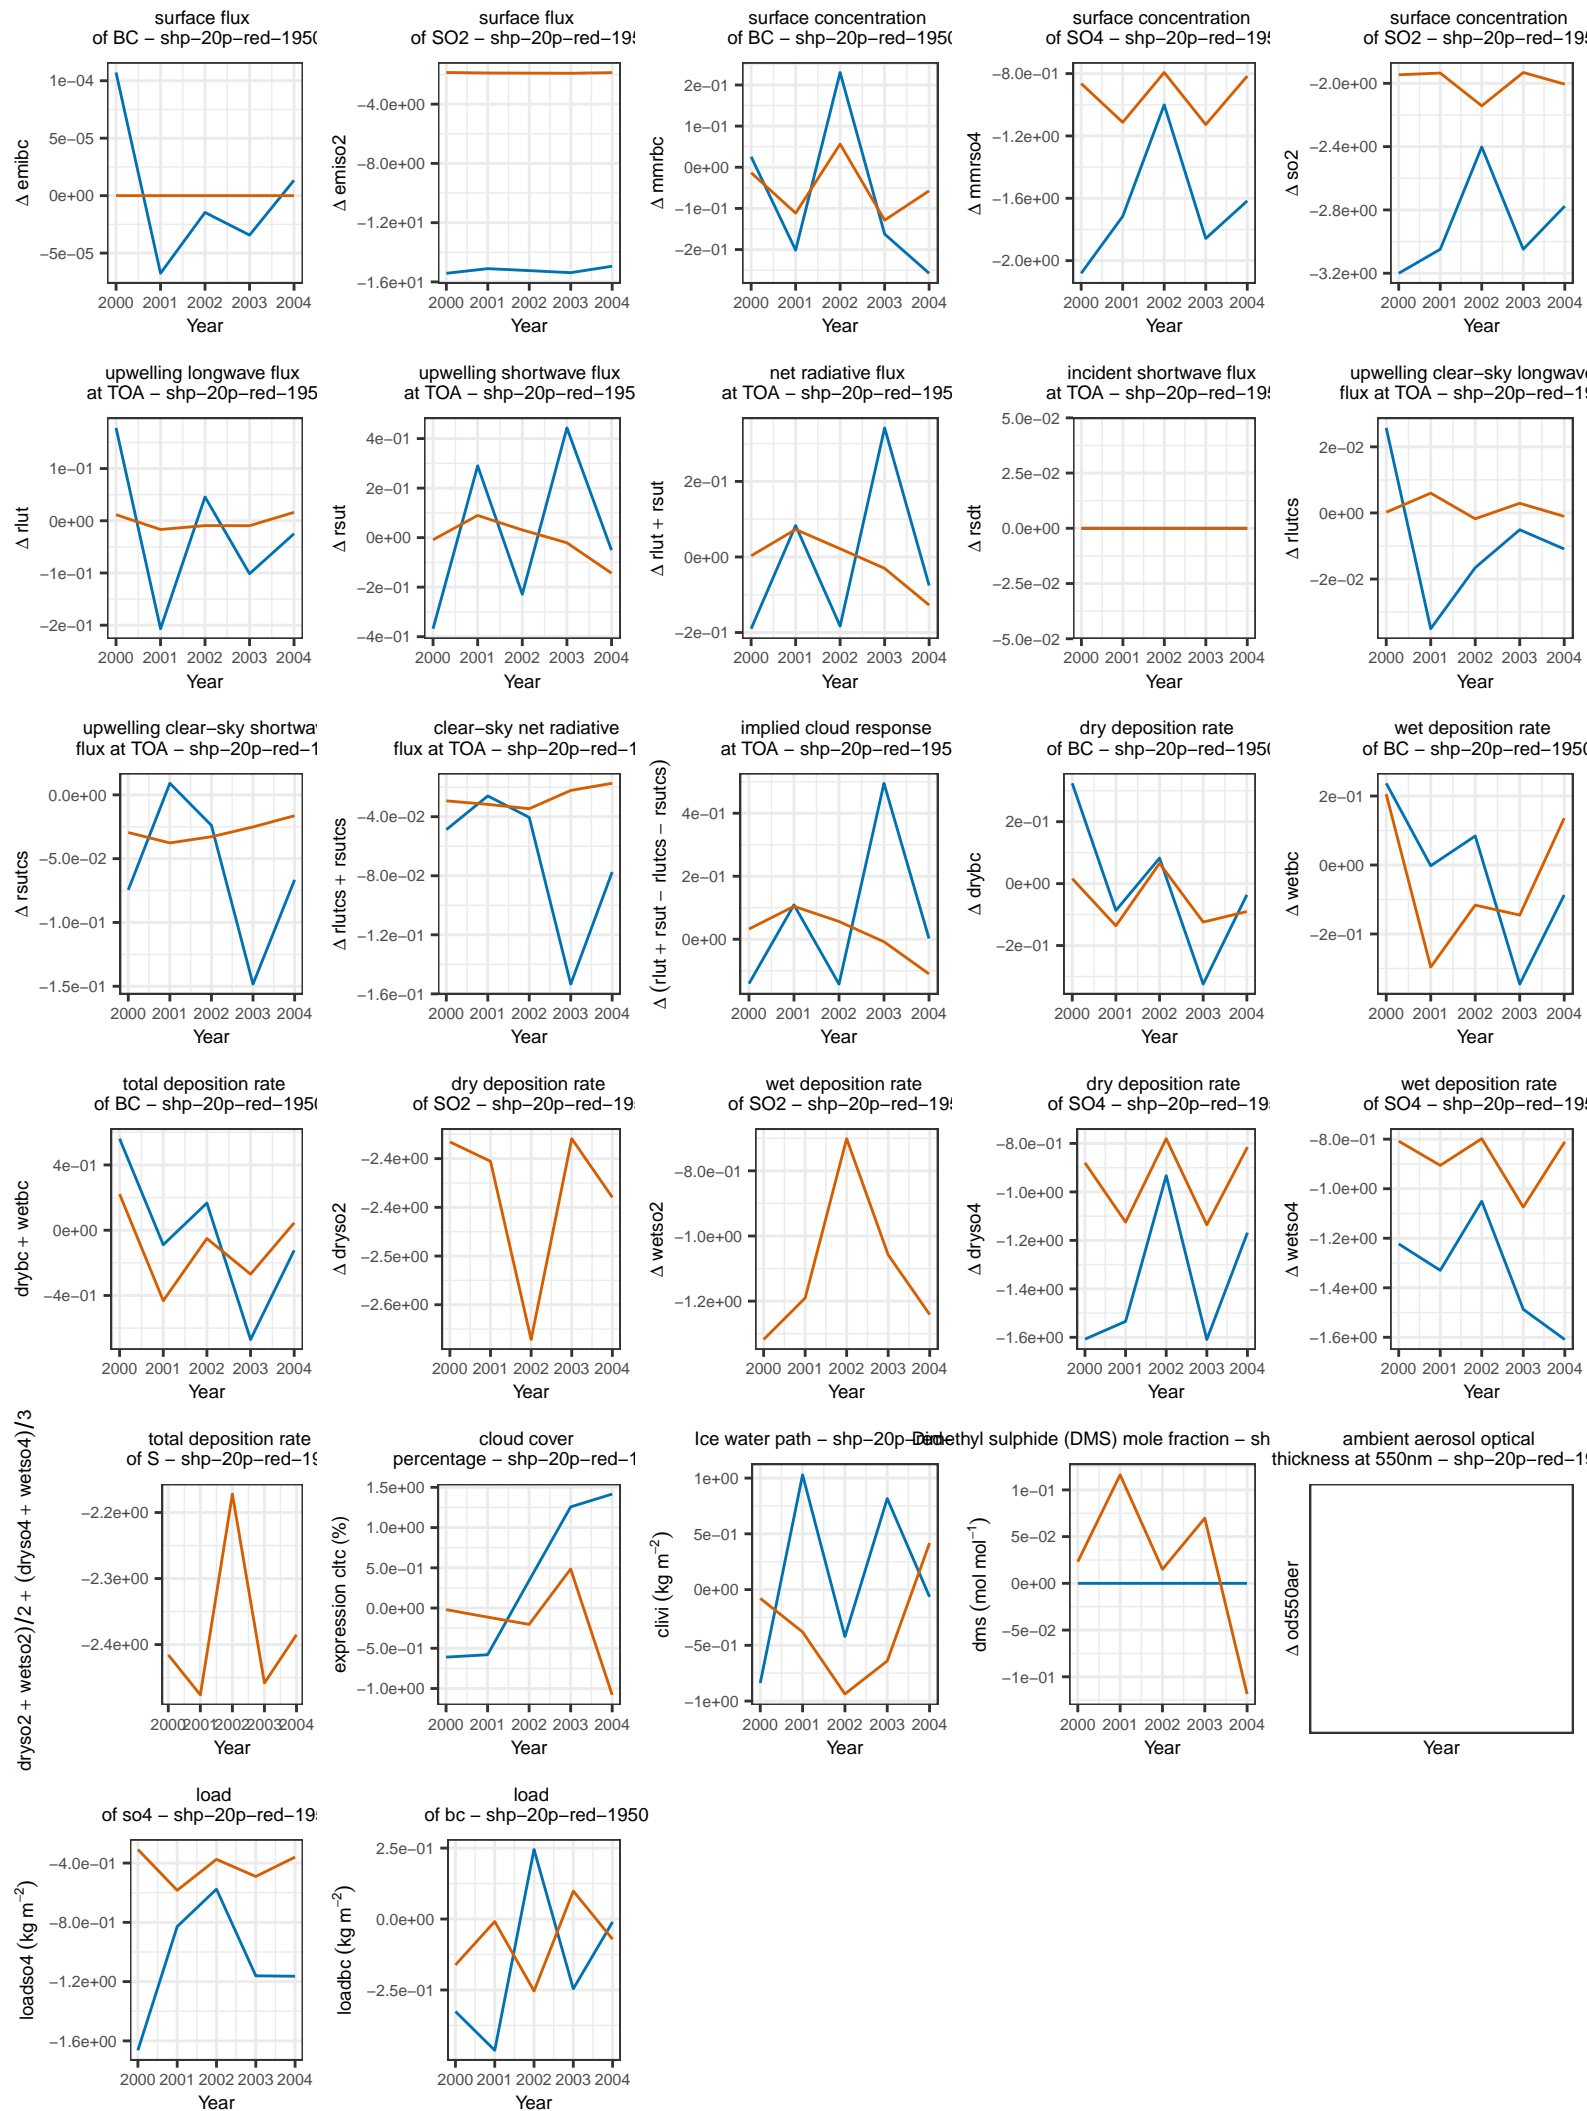 surface flux
of BC − shp−20p−red−1950
1e−04
5e−05
0e+00
−5e−05
Δ emibc
2000 2001 2002 2003 2004
Year
surface flux
of SO2 − shp−20p−red−195
−4.0e+00
−8.0e+00
−1.2e+01
−1.6e+01
Δ emiso2
2000 2001 2002 2003 2004
Year
surface concentration
of BC − shp−20p−red−1950
2e−01
1e−01
0e+00
−1e−01
−2e−01
Δ mmrbc
2000 2001 2002 2003 2004
Year
surface concentration
of SO4 − shp−20p−red−195
−8.0e−01
−1.2e+00
−1.6e+00
−2.0e+00
Δ mmrso4
2000 2001 2002 2003 2004
Year
surface concentration
of SO2 − shp−20p−red−195
−2.0e+00
−2.4e+00
−2.8e+00
−3.2e+00
Δ so2
2000 2001 2002 2003 2004
Year
upwelling longwave flux
at TOA − shp−20p−red−195
1e−01
0e+00
−1e−01
−2e−01
Δ rlut
2000 2001 2002 2003 2004
Year
upwelling shortwave flux
at TOA − shp−20p−red−195
4e−01
2e−01
0e+00
−2e−01
−4e−01
Δ rsut
2000 2001 2002 2003 2004
Year
net radiative flux
at TOA − shp−20p−red−195
2e−01
0e+00
−2e−01
Δ rlut + rsut
2000 2001 2002 2003 2004
Year
incident shortwave flux
at TOA − shp−20p−red−195
5.0e−02
2.5e−02
0.0e+00
−2.5e−02
−5.0e−02
Δ rsdt
2000 2001 2002 2003 2004
Year
upwelling clear−sky longwave
flux at TOA − shp−20p−red−19
2e−02
0e+00
−2e−02
Δ rlutcs
2000 2001 2002 2003 2004
Year
upwelling clear−sky shortwav
flux at TOA − shp−20p−red−1
0.0e+00
−5.0e−02
−1.0e−01
−1.5e−01
Δ rsutcs
2000 2001 2002 2003 2004
Year
clear−sky net radiative
flux at TOA − shp−20p−red−1
−4.0e−02
−8.0e−02
−1.2e−01
−1.6e−01
Δ rlutcs + rsutcs
2000 2001 2002 2003 2004
Year
implied cloud response
at TOA − shp−20p−red−195
4e−01
2e−01
0e+00
Δ (rlut + rsut − rlutcs − rsutcs)
2000 2001 2002 2003 2004
Year
dry deposition rate
of BC − shp−20p−red−1950
2e−01
0e+00
−2e−01
Δ drybc
2000 2001 2002 2003 2004
Year
wet deposition rate
of BC − shp−20p−red−1950
2e−01
0e+00
−2e−01
Δ wetbc
2000 2001 2002 2003 2004
Year
total deposition rate
of BC − shp−20p−red−1950
4e−01
0e+00
−4e−01
drybc + wetbc
2000 2001 2002 2003 2004
Year
dry deposition rate
of SO2 − shp−20p−red−195
−2.4e+00
−2.4e+00
−2.5e+00
−2.6e+00
Δ dryso2
2000 2001 2002 2003 2004
Year
wet deposition rate
of SO2 − shp−20p−red−195
−8.0e−01
−1.0e+00
−1.2e+00
Δ wetso2
2000 2001 2002 2003 2004
Year
dry deposition rate
of SO4 − shp−20p−red−195
−8.0e−01
−1.0e+00
−1.2e+00
−1.4e+00
−1.6e+00
Δ dryso4
2000 2001 2002 2003 2004
Year
wet deposition rate
of SO4 − shp−20p−red−195
−8.0e−01
−1.0e+00
−1.2e+00
−1.4e+00
−1.6e+00
Δ wetso4
2000 2001 2002 2003 2004
Year
total deposition rate
of S − shp−20p−red−19
−2.2e+00
−2.3e+00
−2.4e+00
dryso2 + wetso2)/2 + (dryso4 + wetso4)/3
2000 2001 2002 2003 2004
Year
cloud cover
percentage − shp−20p−red−1
1.5e+00
1.0e+00
5.0e−01
0.0e+00
−5.0e−01
−1.0e+00
expression cltc (%)
2000 2001 2002 2003 2004
Year
Ice water path − shp−20p−red−
1e+00
5e−01
0e+00
−5e−01
−1e+00
clivi (kg m⁻²)
2000 2001 2002 2003 2004
Year
Dimethyl sulphide (DMS) mole fraction − sh
1e−01
5e−02
0e+00
−5e−02
−1e−01
dms (mol mol⁻¹)
2000 2001 2002 2003 2004
Year
ambient aerosol optical
thickness at 550nm − shp−20p−red−19
Δ od550aer
Year
load
of so4 − shp−20p−red−195
−4.0e−01
−8.0e−01
−1.2e+00
−1.6e+00
loadso4 (kg m⁻²)
2000 2001 2002 2003 2004
Year
load
of bc − shp−20p−red−1950
2.5e−01
0.0e+00
−2.5e−01
loadbc (kg m⁻²)
2000 2001 2002 2003 2004
Year